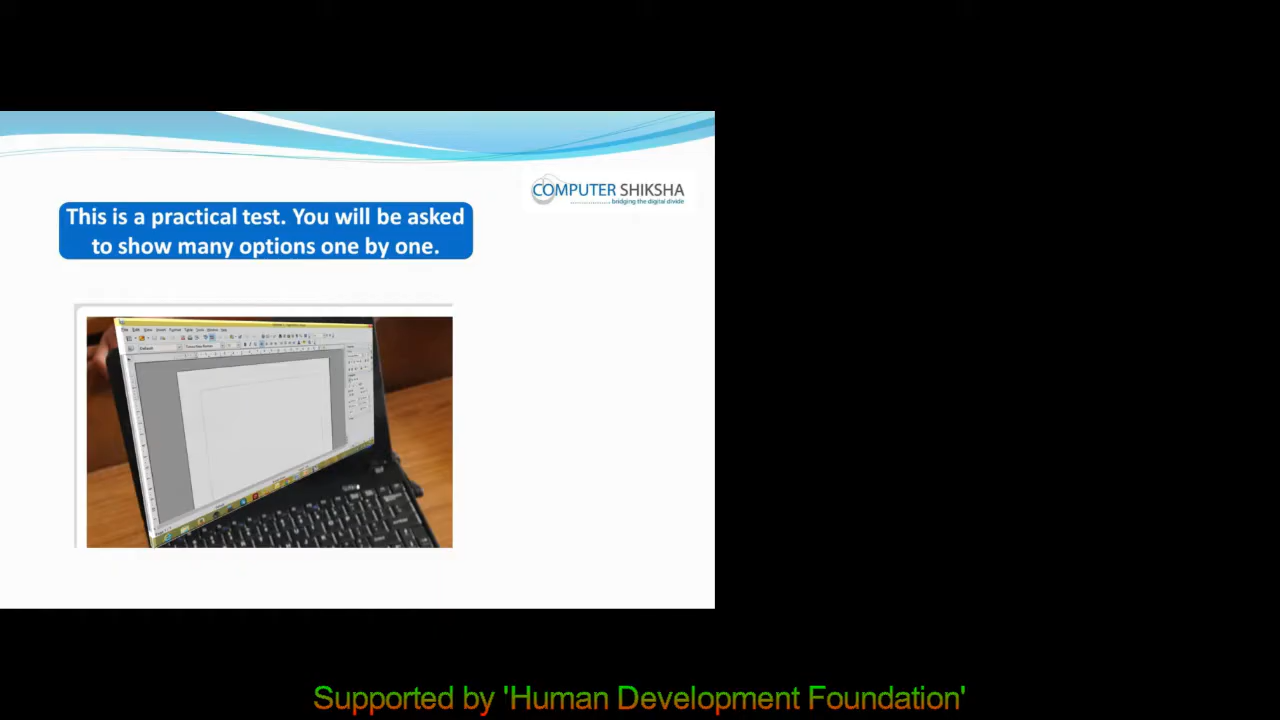 COMPUTER SHIKSHA
bridging the digital divide
This is a practical test. You will be asked
to show many options one by one.
Supported by 'Human Development Foundation'